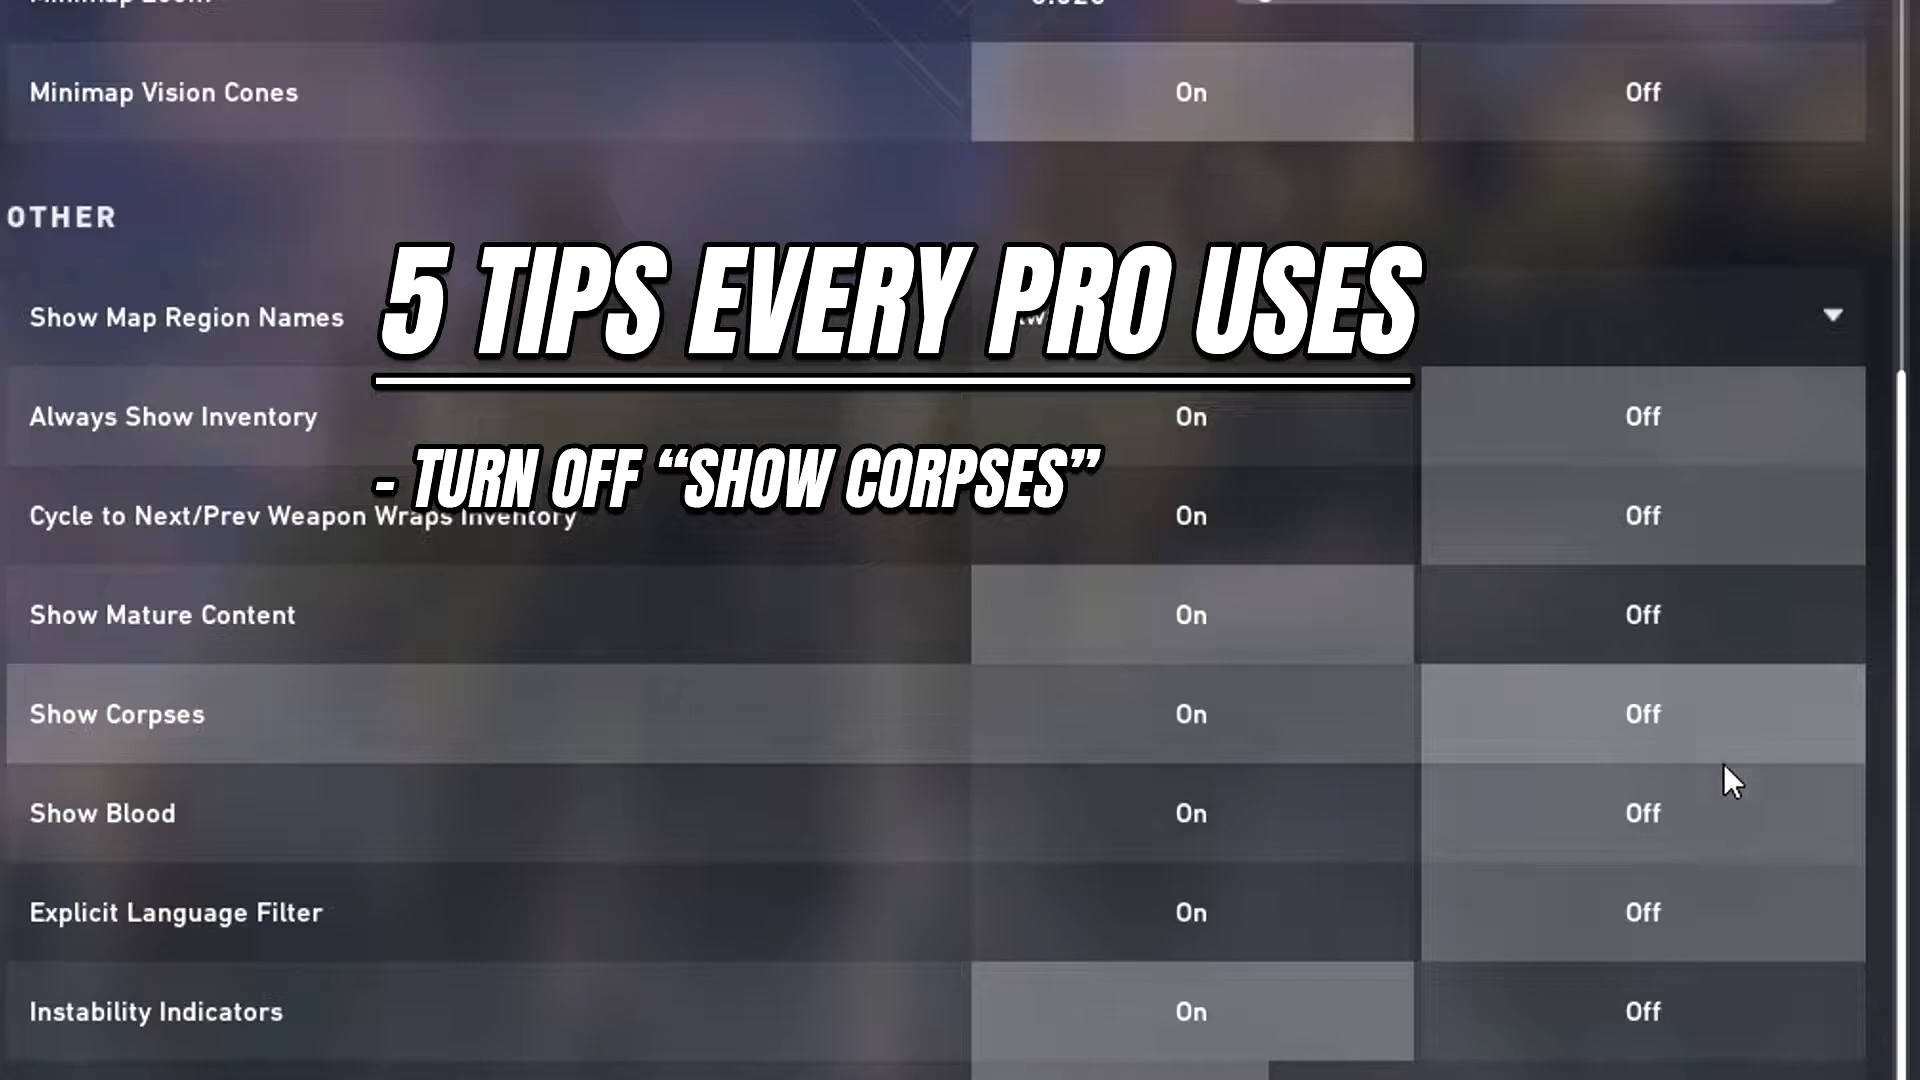 Minimap Vision Cones On Off
OTHER
5 TIPS EVERY PRO USES
Show Map Region Names
Always Show Inventory On Off
- TURN OFF “SHOW CORPSES”
Cycle to Next/Prev Weapon Wraps Inventory On Off
Show Mature Content On Off
Show Corpses On Off
Show Blood On Off
Explicit Language Filter On Off
Instability Indicators On Off